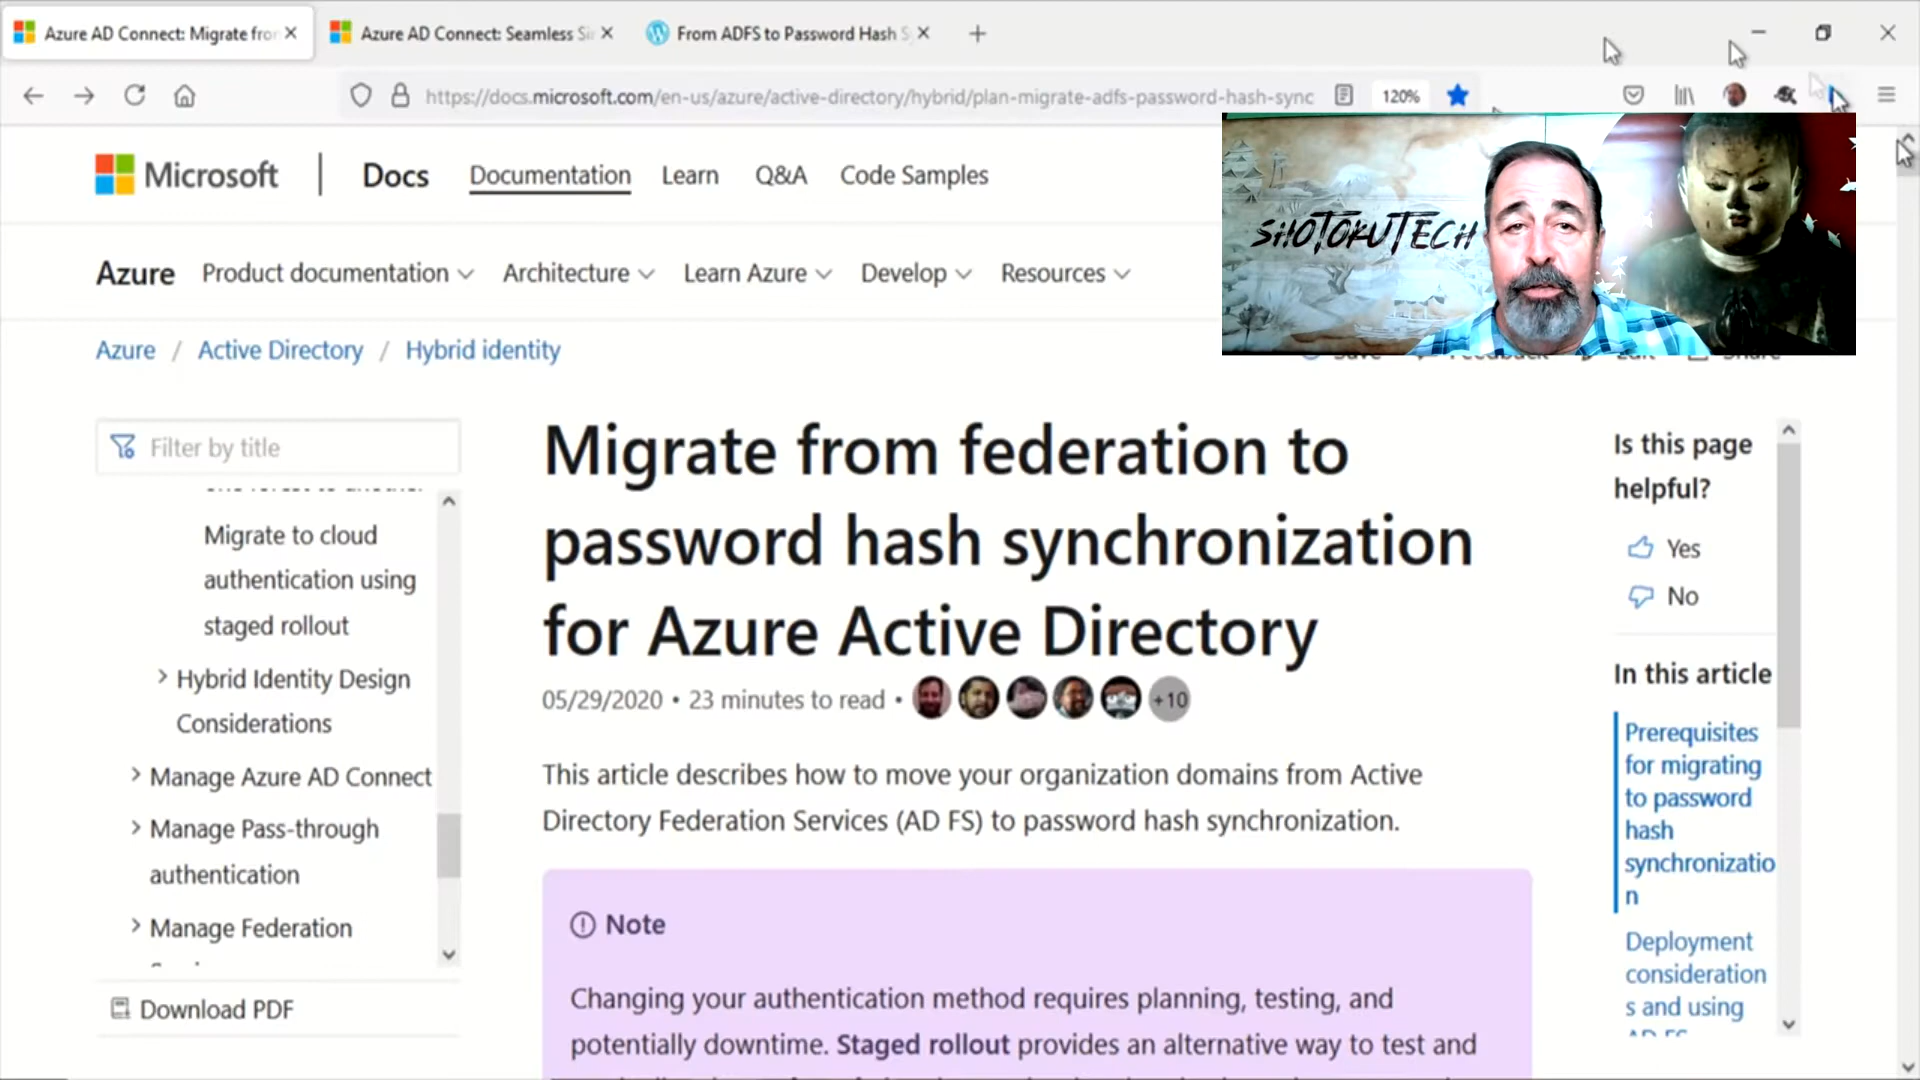 Azure AD Connect: Migrate fro
Azure AD Connect: Seamless Si
From ADFS to Password Hash S
https://docs.microsoft.com/en-us/azure/active-directory/hybrid/plan-migrate-adfs-password-hash-sync
120%
Microsoft
Docs
Documentation
Learn
Q&A
Code Samples
SHOTOKUTECH
Azure
Product documentation
Architecture
Learn Azure
Develop
Resources
Azure / Active Directory / Hybrid identity
Filter by title
Migrate to cloud
authentication using
staged rollout
Hybrid Identity Design
Considerations
Manage Azure AD Connect
Manage Pass-through
authentication
Manage Federation
Download PDF
Migrate from federation to
password hash synchronization
for Azure Active Directory
05/29/2020 • 23 minutes to read •
+10
This article describes how to move your organization domains from Active
Directory Federation Services (AD FS) to password hash synchronization.
Note
Changing your authentication method requires planning, testing, and
potentially downtime. Staged rollout provides an alternative way to test and
Is this page
helpful?
Yes
No
In this article
Prerequisites
for migrating
to password
hash
synchronizatio
n
Deployment
consideration
s and using